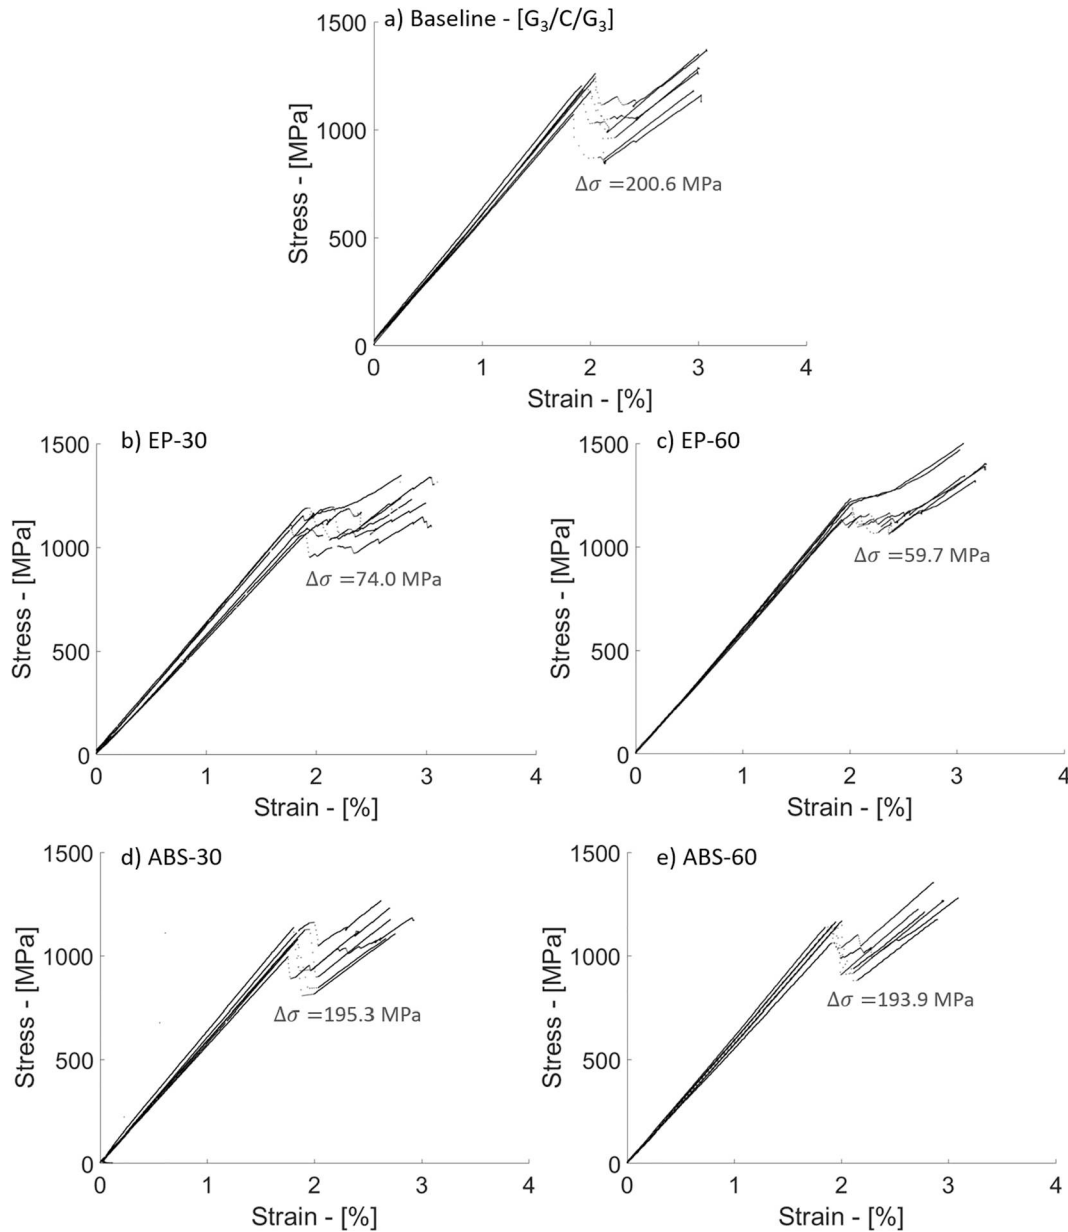 a) Baseline - [G₃/C/G₃]
1500
1000
500
0
Stress - [MPa]
Δσ =200.6 MPa
0 1 2 3 4
Strain - [%]
b) EP-30
1500
1000
500
0
Stress - [MPa]
Δσ =74.0 MPa
0 1 2 3 4
Strain - [%]
c) EP-60
1500
1000
500
0
Stress - [MPa]
Δσ =59.7 MPa
0 1 2 3 4
Strain - [%]
d) ABS-30
1500
1000
500
0
Stress - [MPa]
Δσ =195.3 MPa
0 1 2 3 4
Strain - [%]
e) ABS-60
1500
1000
500
0
Stress - [MPa]
Δσ =193.9 MPa
0 1 2 3 4
Strain - [%]